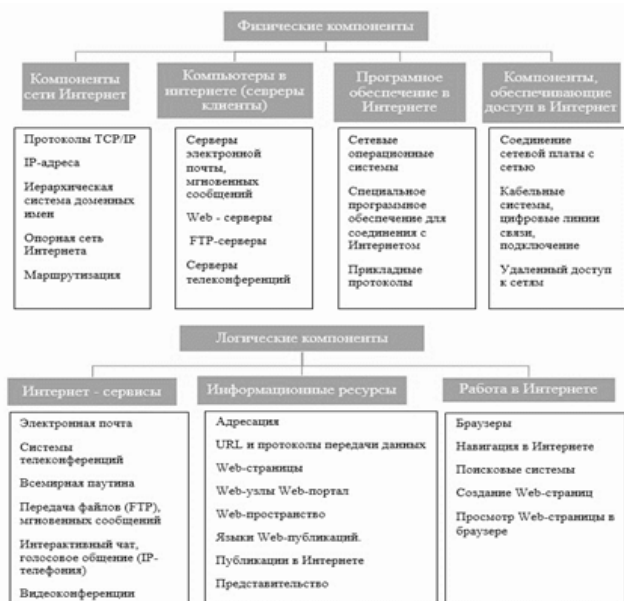 Физические компоненты
Компоненты
сети Интернет
Протоколы TCP/IP
IP-адреса
Иерархическая
система доменных
имен
Опорная сеть
Интернета
Маршрутизация
Компьютеры в
интернете (севреры
клиенты)
Серверы
электронной
почты,
мгновенных
сообщений
Web - серверы
FTP-серверы
Серверы
телеконференций
Програмное
обеспечение в
Интернете
Сетевые
операционные
системы
Специальное
программное
обеспечение для
соединения с
Интернетом
Прикладные
протоколы
Компоненты,
обеспечивающие
доступ в Интернет
Соединение
сетевой платы с
сетью
Кабельные
системы,
цифровые линии
связи,
подключение
Удаленный доступ
к сетям
Логические компоненты
Интернет - сервисы
Электронная почта
Системы
телеконференций
Всемирная паутина
Передача файлов (FTP),
мгновенных сообщений
Интерактивный чат,
голосовое общение (IP-
телефония)
Видеоконференции
Информационные ресурсы
Адресация
URL и протоколы передачи данных
Web-страницы
Web-узлы Web-портал
Web-пространство
Языки Web-публикаций.
Публикации в Интернете
Представительство
Работа в Интернете
Браузеры
Навигация в Интернете
Поисковые системы
Создание Web-страниц
Просмотр Web-страницы в
браузере